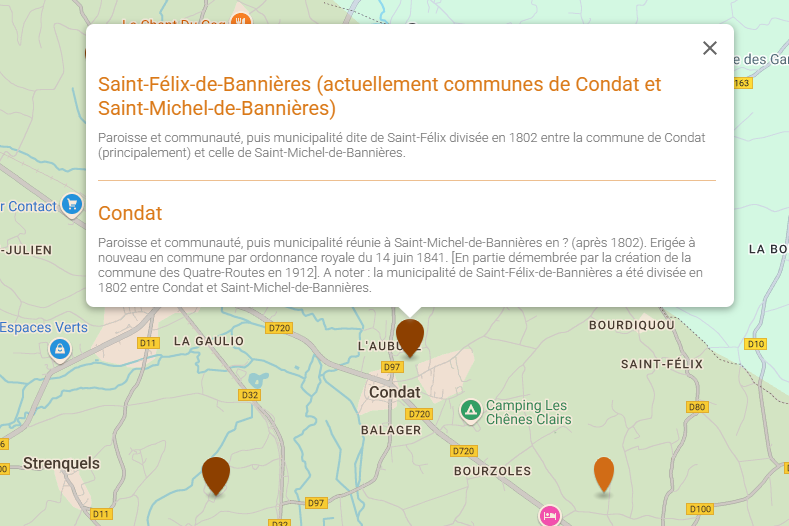 Le Chant Du Coq
e des Gar
163
Saint-Félix-de-Bannières (actuellement communes de Condat et
Saint-Michel-de-Bannières)
Paroisse et communauté, puis municipalité dite de Saint-Félix divisée en 1802 entre la commune de Condat
(principalement) et celle de Saint-Michel-de-Bannières.
Condat
Paroisse et communauté, puis municipalité réunie à Saint-Michel-de-Bannières en ? (après 1802). Erigée à
nouveau en commune par ordonnance royale du 14 juin 1841. [En partie démembrée par la création de la
commune des Quatre-Routes en 1912]. A noter : la municipalité de Saint-Félix-de-Bannières a été divisée en
1802 entre Condat et Saint-Michel-de-Bannières.
r Contact
-JULIEN
LA BO
Espaces Verts
D720
BOURDIQUOU
D11
LA GAULIO
L'AUBU
D10
D97
SAINT-FÉLIX
Condat
D32
D720
Camping Les
Chênes Clairs
D80
BALAGER
6
D720
Strenquels
BOURZOLES
00
D97
D100
D11
D32